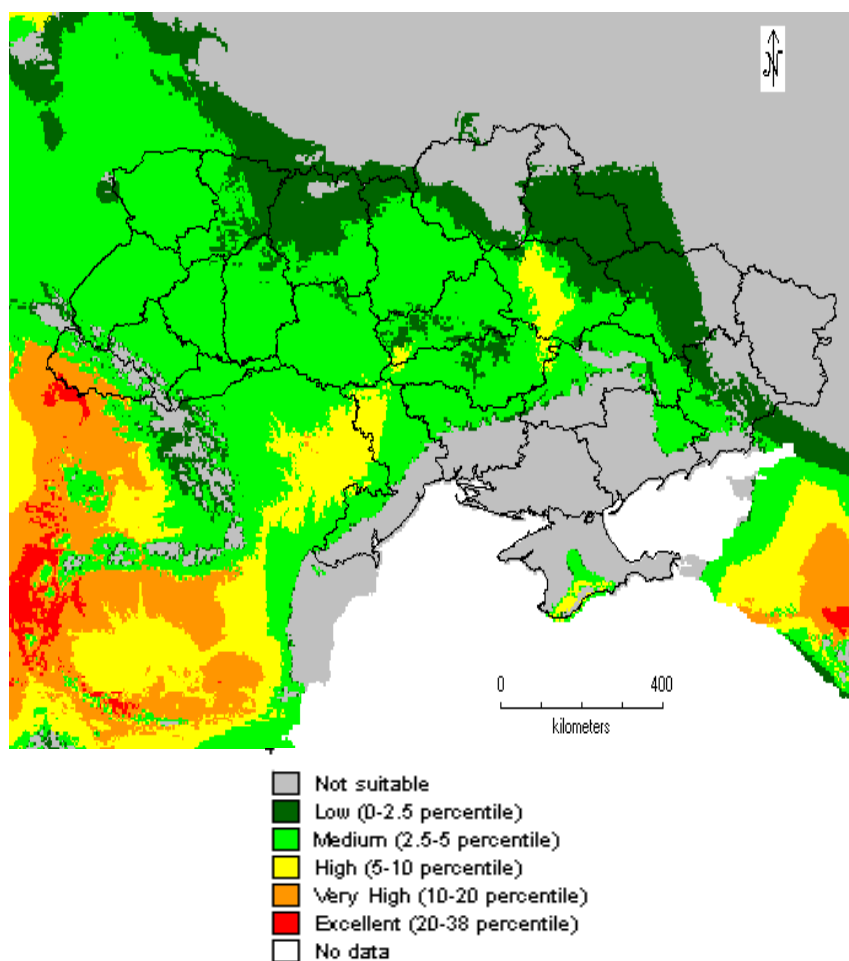 N
0 400
kilometers
Not suitable
Low (0-2.5 percentile)
Medium (2.5-5 percentile)
High (5-10 percentile)
Very High (10-20 percentile)
Excellent (20-38 percentile)
No data